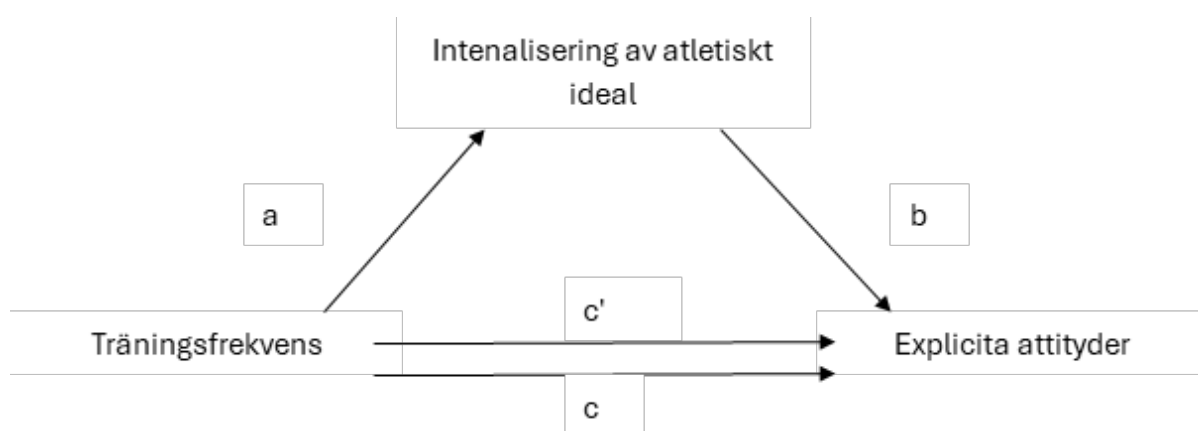 Intenalisering av atletiskt
ideal
a
b
c'
Träningsfrekvens
Explicita attityder
c